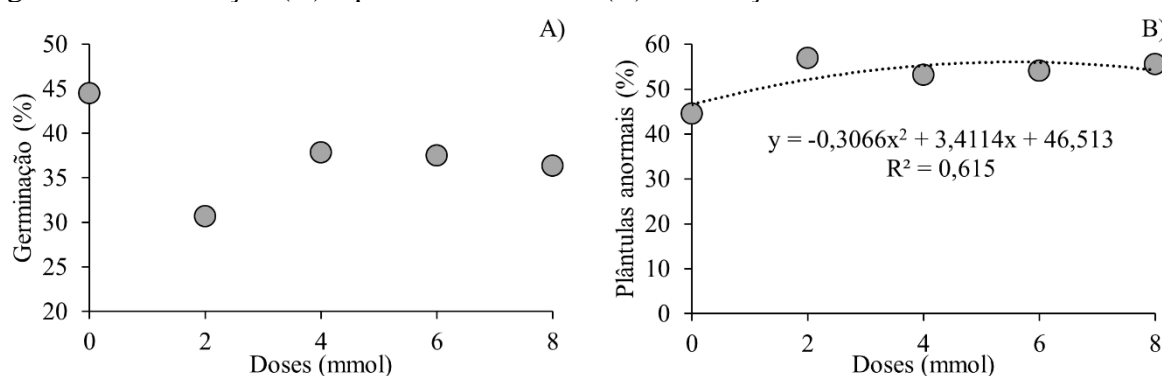 A)
Germinação (%)
50
45
40
35
30
25
20
0 2 4 6 8
Doses (mmol)
B)
Plântulas anormais (%)
60
50
40
30
20
10
0
y = -0,3066x² + 3,4114x + 46,513
R² = 0,615
0 2 4 6 8
Doses (mmol)